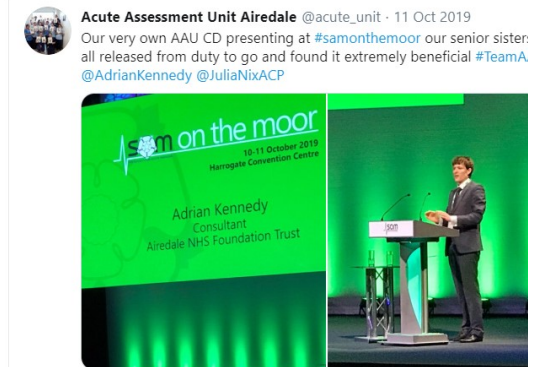 Acute Assessment Unit Airedale @acute_unit · 11 Oct 2019
Our very own AAU CD presenting at #samonthemoor our senior sisters
all released from duty to go and found it extremely beneficial
@AdrianKennedy @JuliaNixACP
sam on the moor
10-11 October 2019
Harrogate Convention Centre
Adrian Kennedy
Consultant
Airedale NHS Foundation Trust
sam